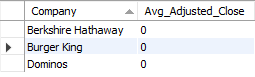 Company Avg_Adjusted_Close
Berkshire Hathaway 0
Burger King 0
Dominos 0